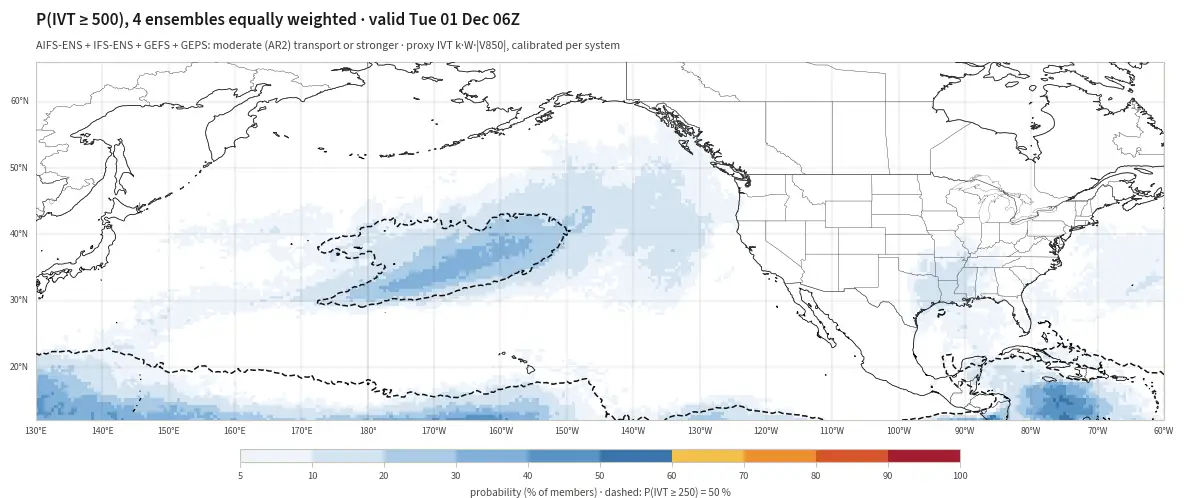 P(IVT ≥ 500), 4 ensembles equally weighted · valid Tue 01 Dec 06Z
AIFS-ENS + IFS-ENS + GEFS + GEPS: moderate (AR2) transport or stronger · proxy IVT k·W·|V850|, calibrated per system
60°N
50°N
40°N
30°N
20°N
130°E 140°E 150°E 160°E 170°E 180° 170°W 160°W 150°W 140°W 130°W 120°W 110°W 100°W 90°W 80°W 70°W 60°W
5 10 20 30 40 50 60 70 80 90 100
probability (% of members) · dashed: P(IVT ≥ 250) = 50 %